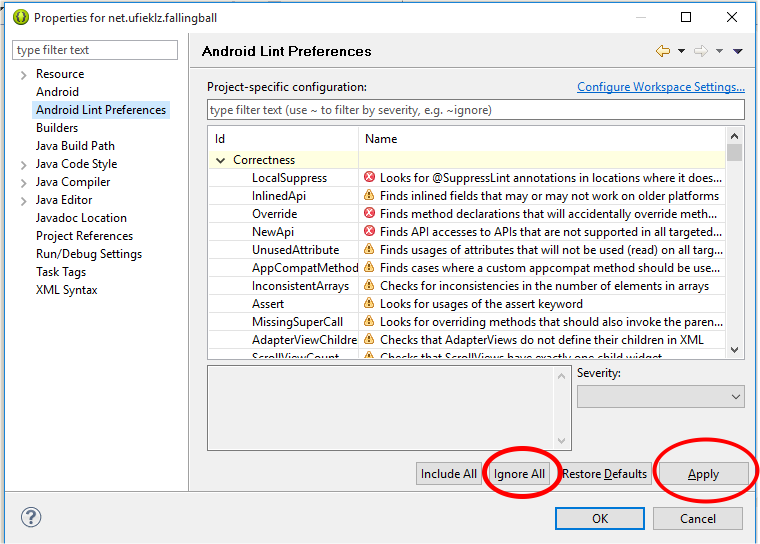 Properties for net.ufieklz.fallingball
type filter text
Resource
Android
Android Lint Preferences
Builders
Java Build Path
Java Code Style
Java Compiler
Java Editor
Javadoc Location
Project References
Run/Debug Settings
Task Tags
XML Syntax
Android Lint Preferences
Project-specific configuration:
Configure Workspace Settings...
type filter text (use ~ to filter by severity, e.g. ~ignore)
Id Name
Correctness
LocalSuppress Looks for @SuppressLint annotations in locations where it does...
InlinedApi Finds inlined fields that may or may not work on older platforms
Override Finds method declarations that will accidentally override meth...
NewApi Finds API accesses to APIs that are not supported in all targeted...
UnusedAttribute Finds usages of attributes that will not be used (read) on all targ...
AppCompatMethod Finds cases where a custom appcompat method should be use...
InconsistentArrays Checks for inconsistencies in the number of elements in arrays
Assert Looks for usages of the assert keyword
MissingSuperCall Looks for overriding methods that should also invoke the paren...
AdapterViewChildre Checks that AdapterViews do not define their children in XML
ScrollViewCount Checks that ScrollViews have exactly one child widget
Severity:
Include All
Ignore All
Restore Defaults
Apply
?
OK
Cancel